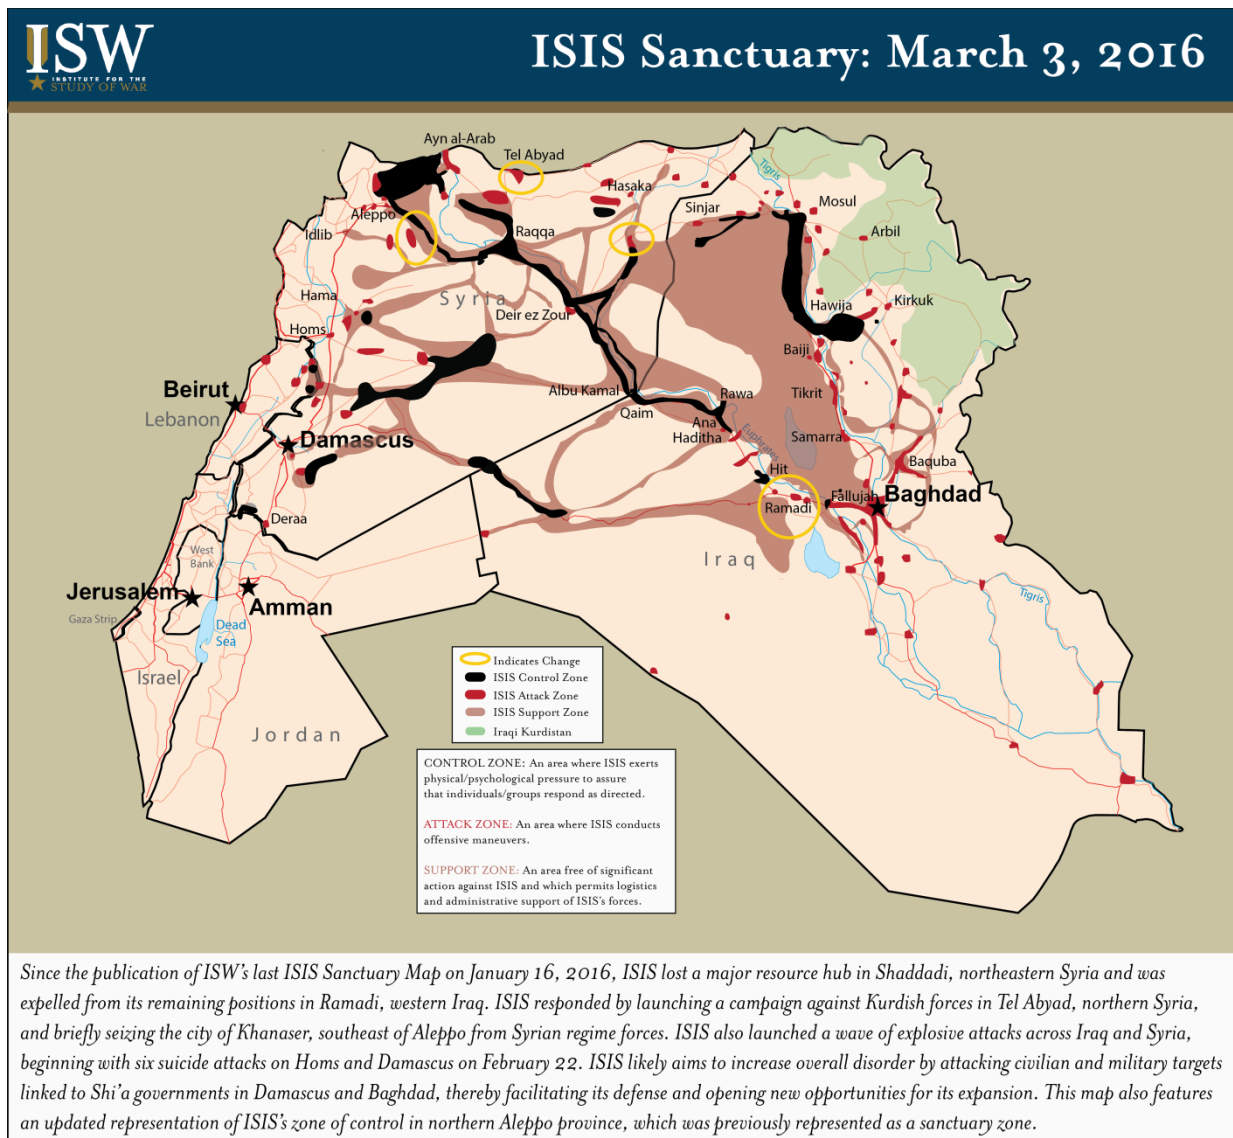 ISW
INSTITUTE FOR THE
STUDY OF WAR
ISIS Sanctuary: March 3, 2016
Ayn al-Arab
Tel Abyad
Tigris
Hasaka
Mosul
Sinjar
Aleppo
Idlib
Raqqa
Arbil
Syria
Hama
Hawija
Kirkuk
Deir ez Zour
Homs
Baiji
Beirut
Albu Kamal
Rawa
Tikrit
Lebanon
Qaim
Ana
Haditha
Euphrates
Samarra
Damascus
Baquba
Hit
Fallujah
Baghdad
Ramadi
Deraa
West
Bank
Iraq
Jerusalem
Amman
Tigris
Gaza Strip
Dead
Sea
Israel
Jordan
Indicates Change
ISIS Control Zone
ISIS Attack Zone
ISIS Support Zone
Iraqi Kurdistan
CONTROL ZONE: An area where ISIS exerts
physical/psychological pressure to assure
that individuals/groups respond as directed.
ATTACK ZONE: An area where ISIS conducts
offensive maneuvers.
SUPPORT ZONE: An area free of significant
action against ISIS and which permits logistics
and administrative support of ISIS's forces.
Since the publication of ISW's last ISIS Sanctuary Map on January 16, 2016, ISIS lost a major resource hub in Shaddadi, northeastern Syria and was
expelled from its remaining positions in Ramadi, western Iraq. ISIS responded by launching a campaign against Kurdish forces in Tel Abyad, northern Syria,
and briefly seizing the city of Khanaser, southeast of Aleppo from Syrian regime forces. ISIS also launched a wave of explosive attacks across Iraq and Syria,
beginning with six suicide attacks on Homs and Damascus on February 22. ISIS likely aims to increase overall disorder by attacking civilian and military targets
linked to Shi'a governments in Damascus and Baghdad, thereby facilitating its defense and opening new opportunities for its expansion. This map also features
an updated representation of ISIS's zone of control in northern Aleppo province, which was previously represented as a sanctuary zone.